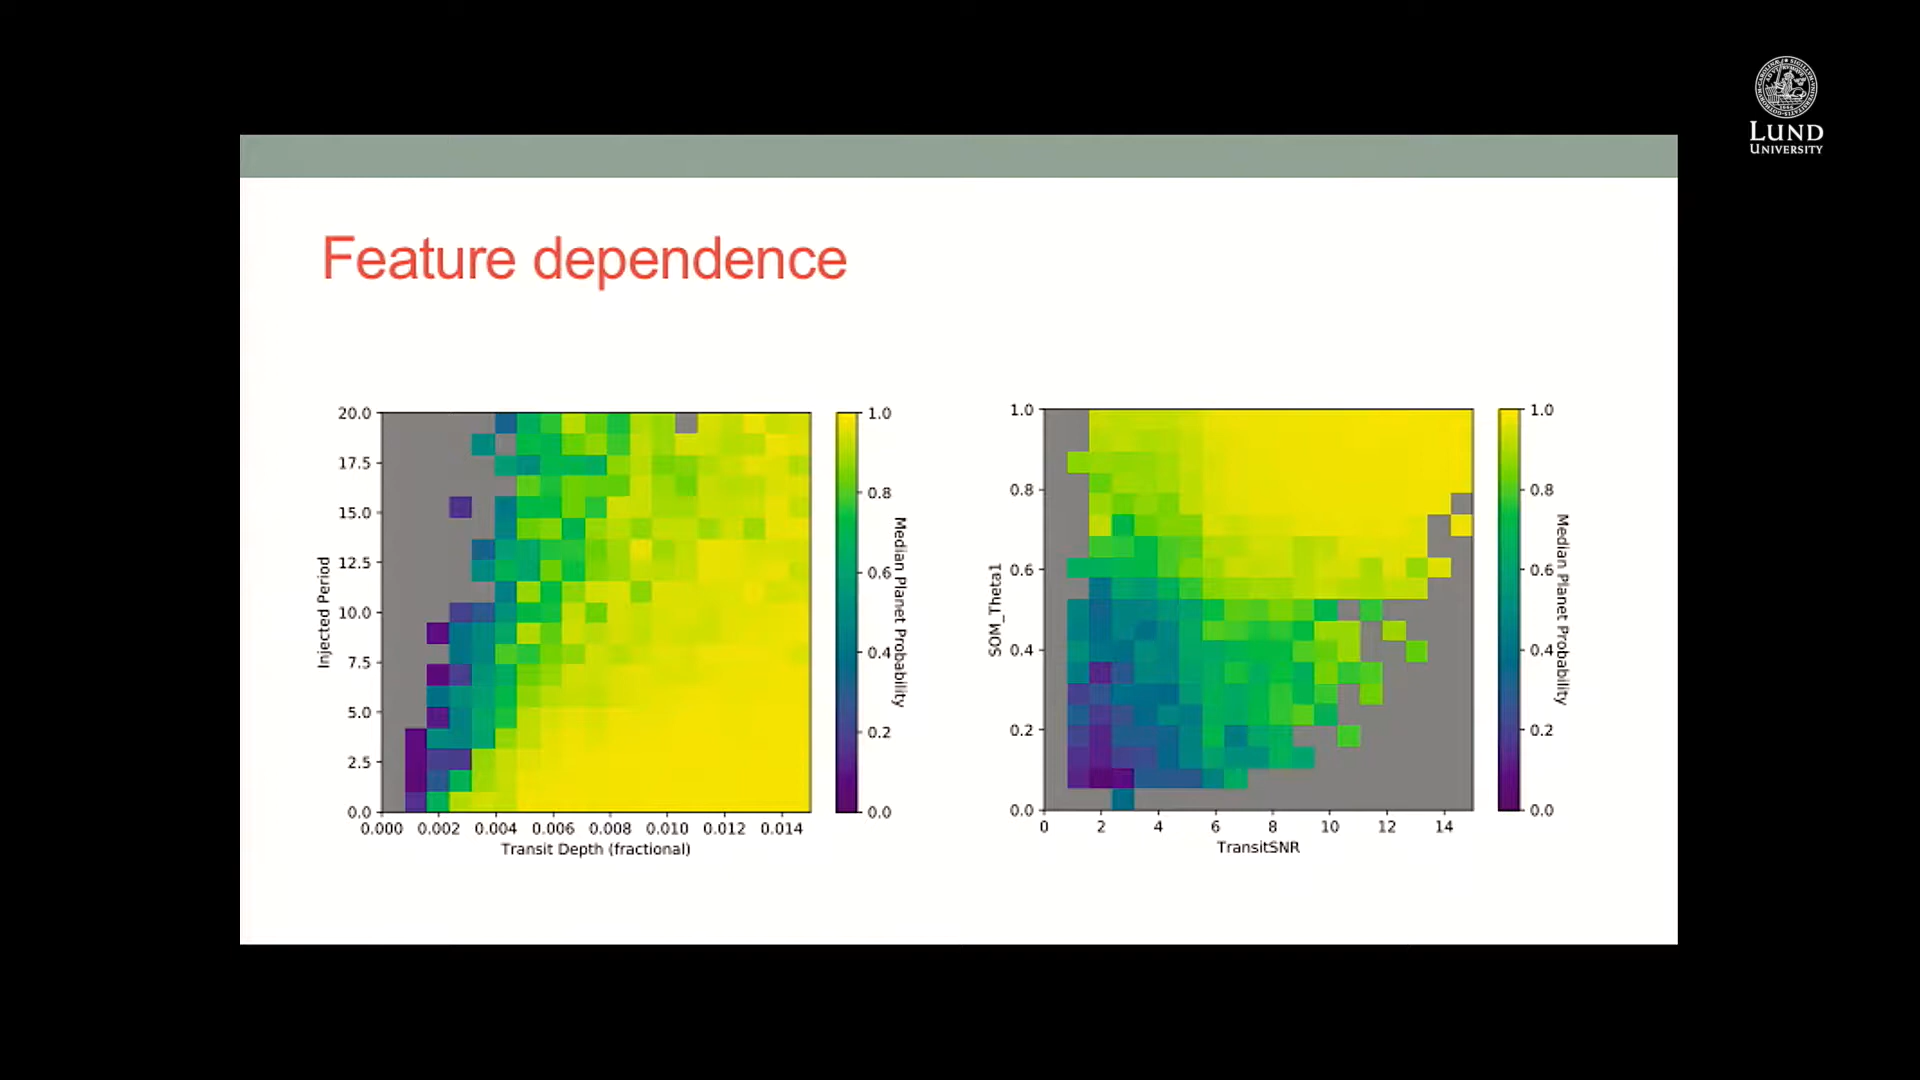 LUND
UNIVERSITY
Feature dependence
20.0
17.5
15.0
12.5
10.0
7.5
5.0
2.5
0.0
Injected Period
0.000 0.002 0.004 0.006 0.008 0.010 0.012 0.014
Transit Depth (fractional)
1.0
0.8
0.6
0.4
0.2
0.0
Median Planet Probability
1.0
0.8
0.6
0.4
0.2
0.0
SOM_Theta1
0 2 4 6 8 10 12 14
TransitSNR
1.0
0.8
0.6
0.4
0.2
0.0
Median Planet Probability